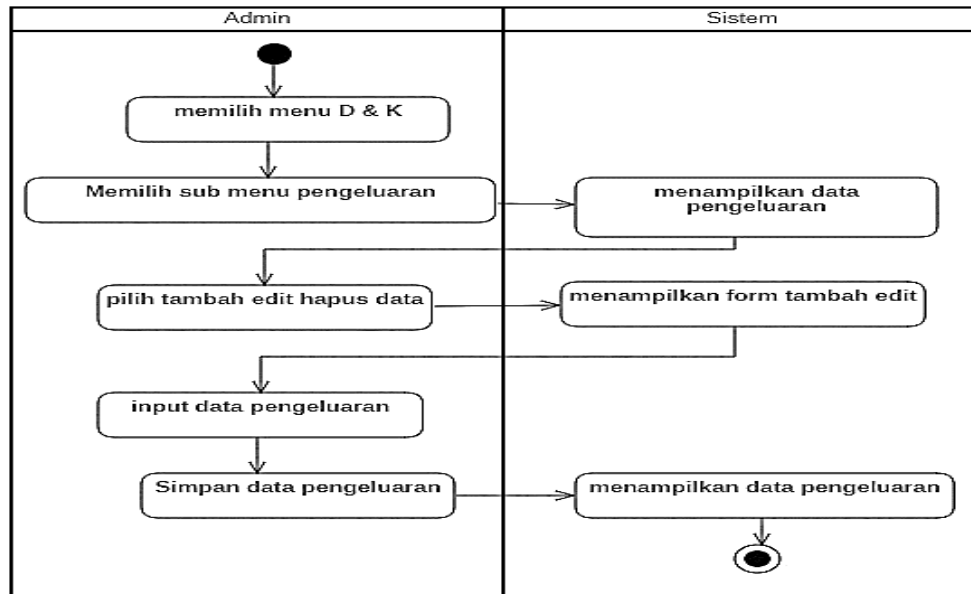 Admin
Sistem
memilih menu D & K
Memilih sub menu pengeluaran
menampilkan data
pengeluaran
pilih tambah edit hapus data
menampilkan form tambah edit
input data pengeluaran
Simpan data pengeluaran
menampilkan data pengeluaran